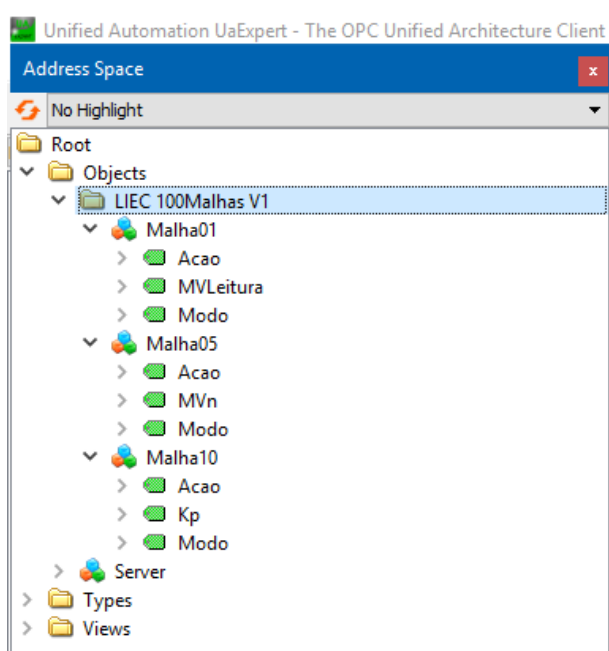 Unified Automation UaExpert - The OPC Unified Architecture Client
Address Space
x
No Highlight
Root
Objects
LIEC 100Malhas V1
Malha01
Acao
MVLeitura
Modo
Malha05
Acao
MVn
Modo
Malha10
Acao
Kp
Modo
Server
Types
Views